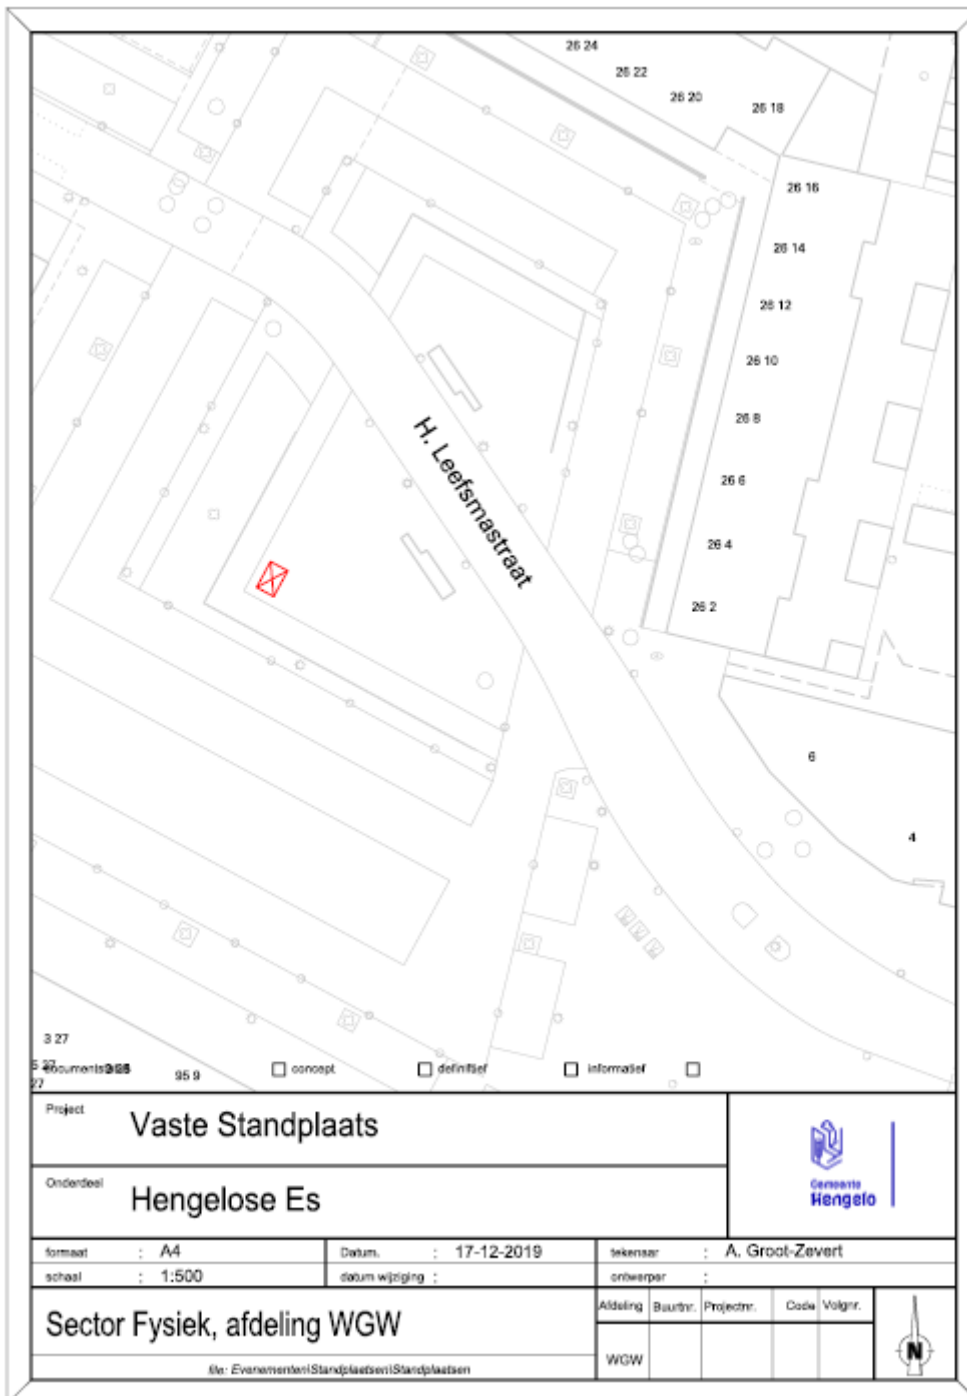 26 24
26 22
26 20
26 18
26 16
26 14
26 12
26 10
26 8
26 6
26 4
26 2
H. Leefsmastraat
6
4
3 27
95 9
concept
definitief
informatief
Project
Vaste Standplaats
Onderdeel
Hengelose Es
Gemeente
Hengelo
formaat : A4
Datum. : 17-12-2019
tekenaar : A. Groot-Zevert
schaal : 1:500
datum wijziging :
ontwerper :
Sector Fysiek, afdeling WGW
Afdeling Buurtnr. Projectnr. Code Volgnr.
WGW
N
file: Evenementen\Standplaatsen\Standplaatsen